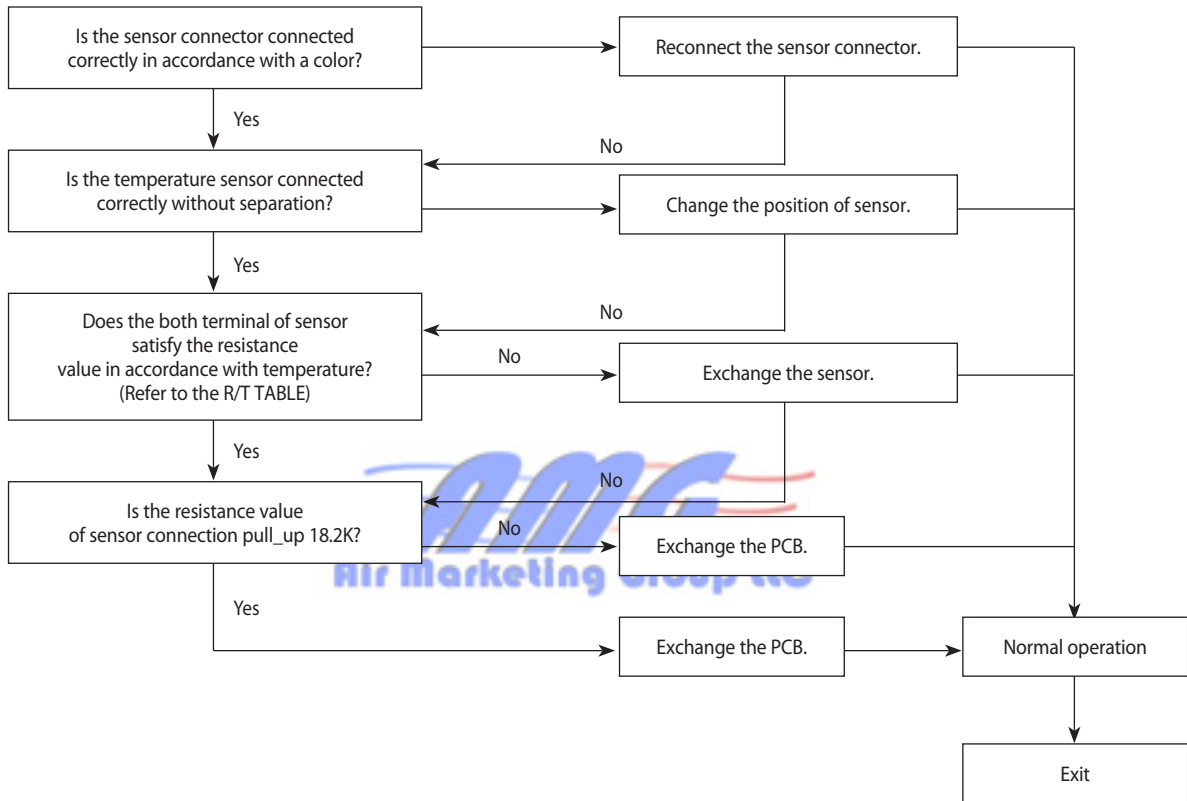 Is the sensor connector connected
correctly in accordance with a color?
Reconnect the sensor connector.
Yes
No
Is the temperature sensor connected
correctly without separation?
Change the position of sensor.
Yes
No
Does the both terminal of sensor
satisfy the resistance
value in accordance with temperature?
(Refer to the R/T TABLE)
No
Exchange the sensor.
Yes
AMG
No
Is the resistance value
of sensor connection pull_up 18.2K?
No
Exchange the PCB.
Air Marketing Group LLC
Yes
Exchange the PCB.
Normal operation
Exit